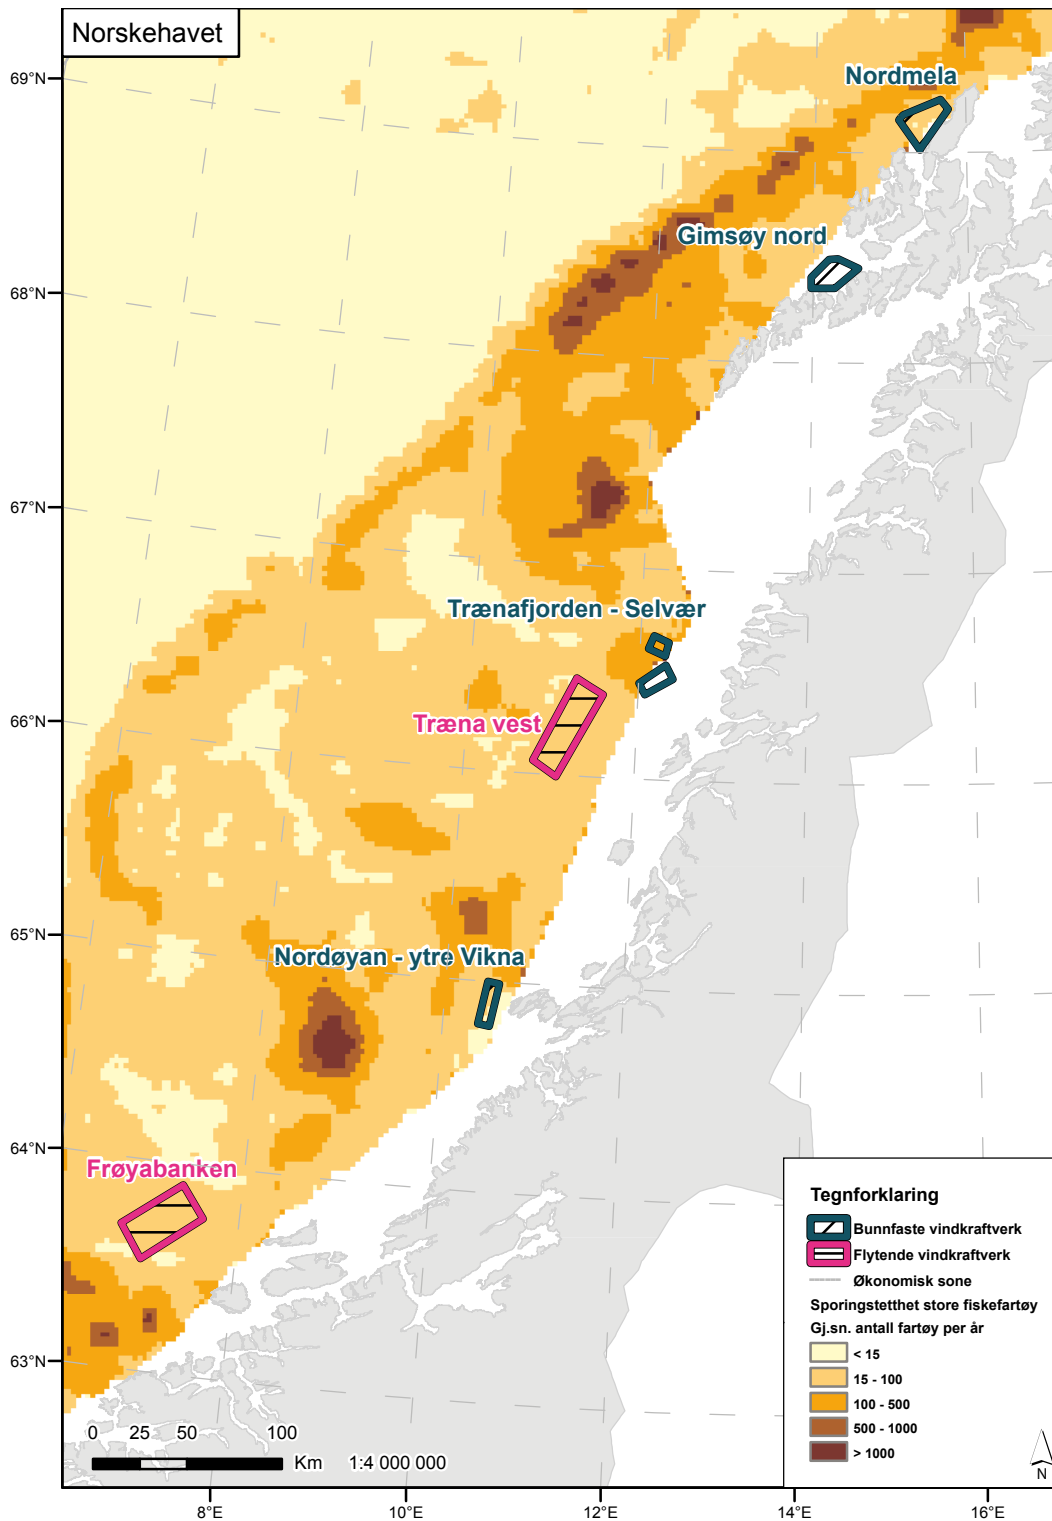 Norskehavet
69°N
68°N
67°N
66°N
65°N
64°N
63°N
Nordmela
Gimsøy nord
Trænafjorden - Selvær
Træna vest
Nordøyan - ytre Vikna
Frøyabanken
Tegnforklaring
Bunnfaste vindkraftverk
Flytende vindkraftverk
Økonomisk sone
Sporingstetthet store fiskefartøy
Gj.sn. antall fartøy per år
< 15
15 - 100
100 - 500
500 - 1000
> 1000
N
0 25 50 100
Km 1:4 000 000
8°E 10°E 12°E 14°E 16°E